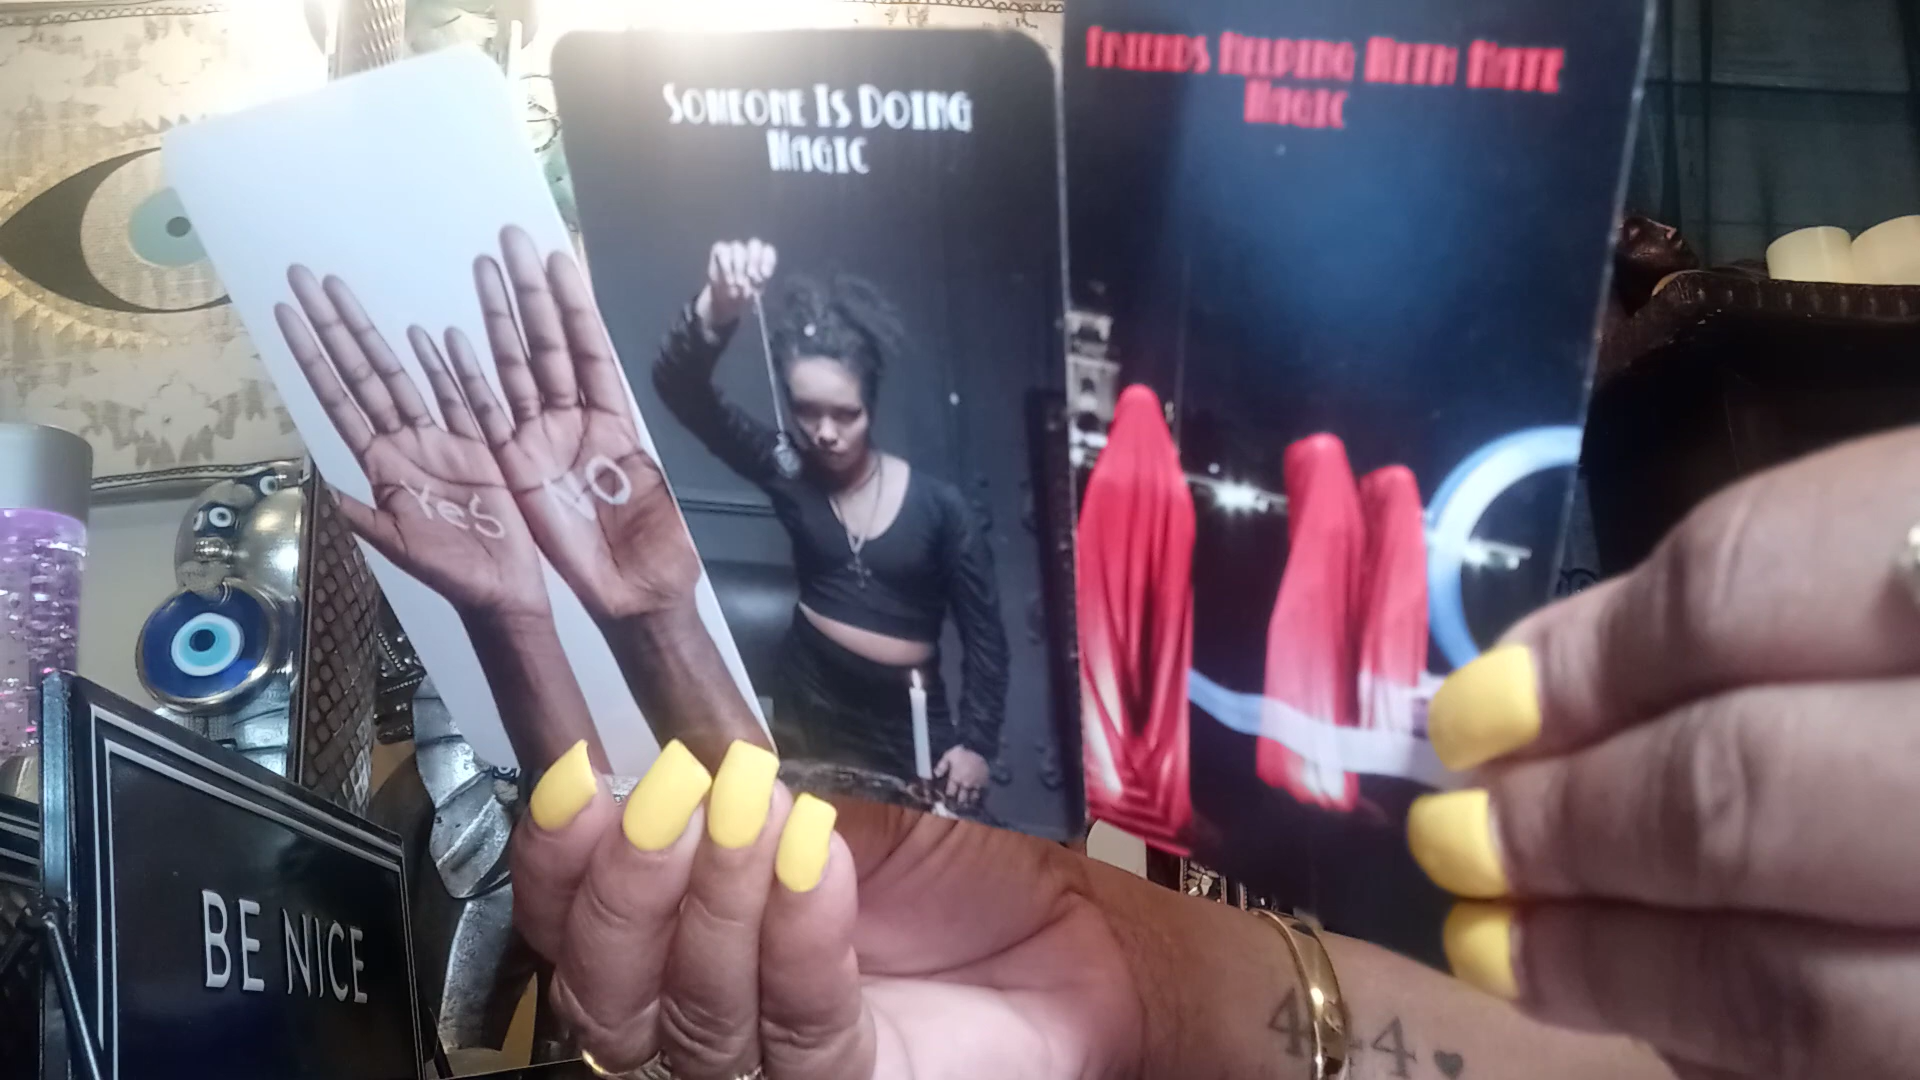 YeS
NO
SOMEONE IS DOING
MAGIC
FRIENDS HELPING WITH HATE
MAGIC
BE NICE
444